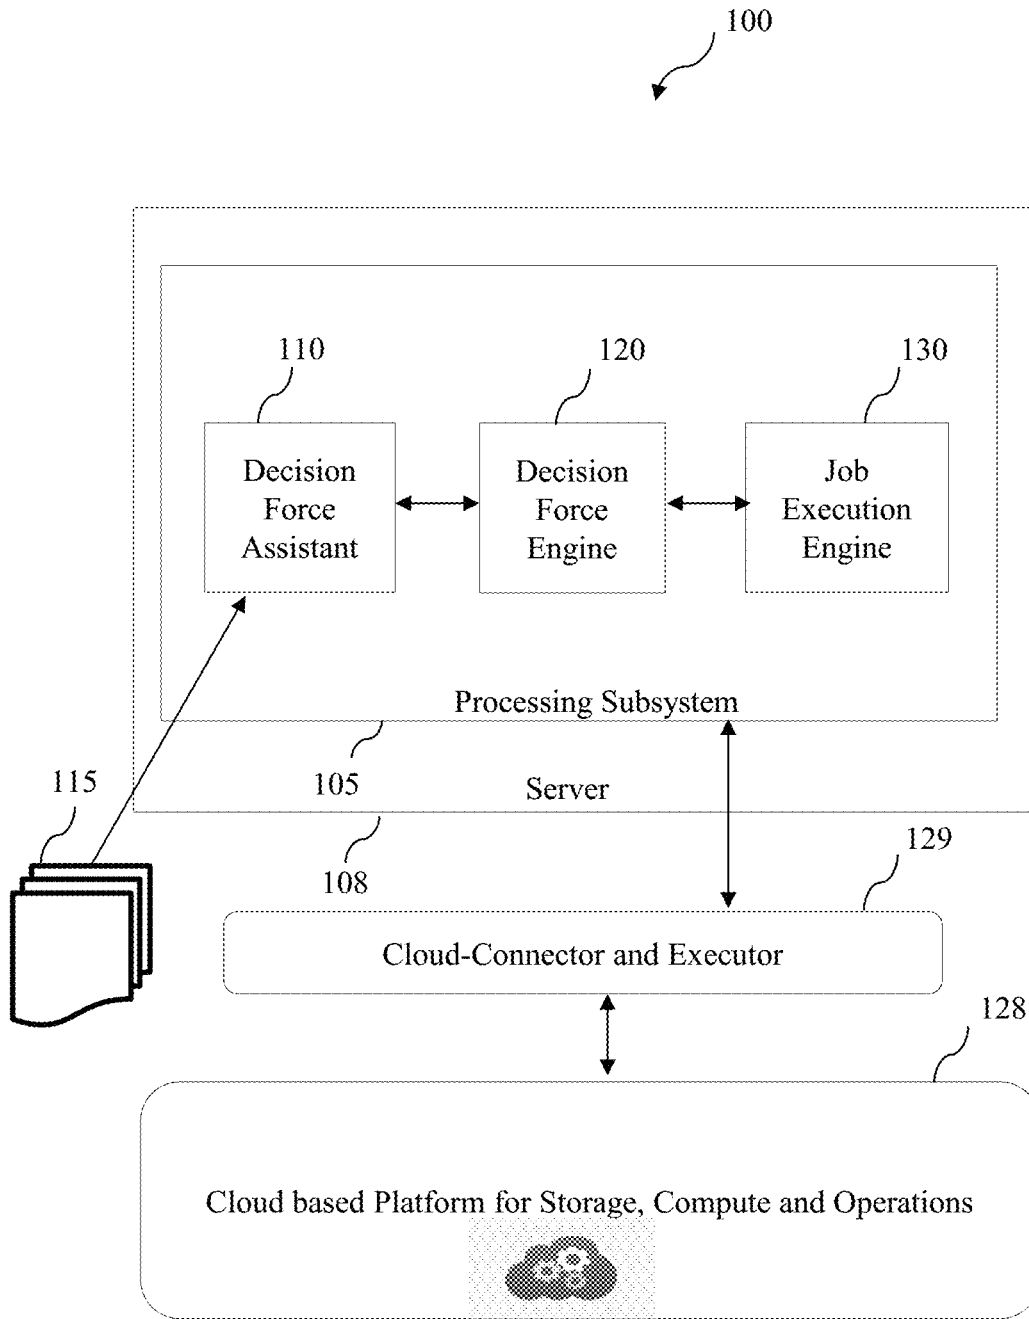 100
110
120
130
Decision
Force
Assistant
Decision
Force
Engine
Job
Execution
Engine
Processing Subsystem
105
Server
115
108
129
Cloud-Connector and Executor
128
Cloud based Platform for Storage, Compute and Operations